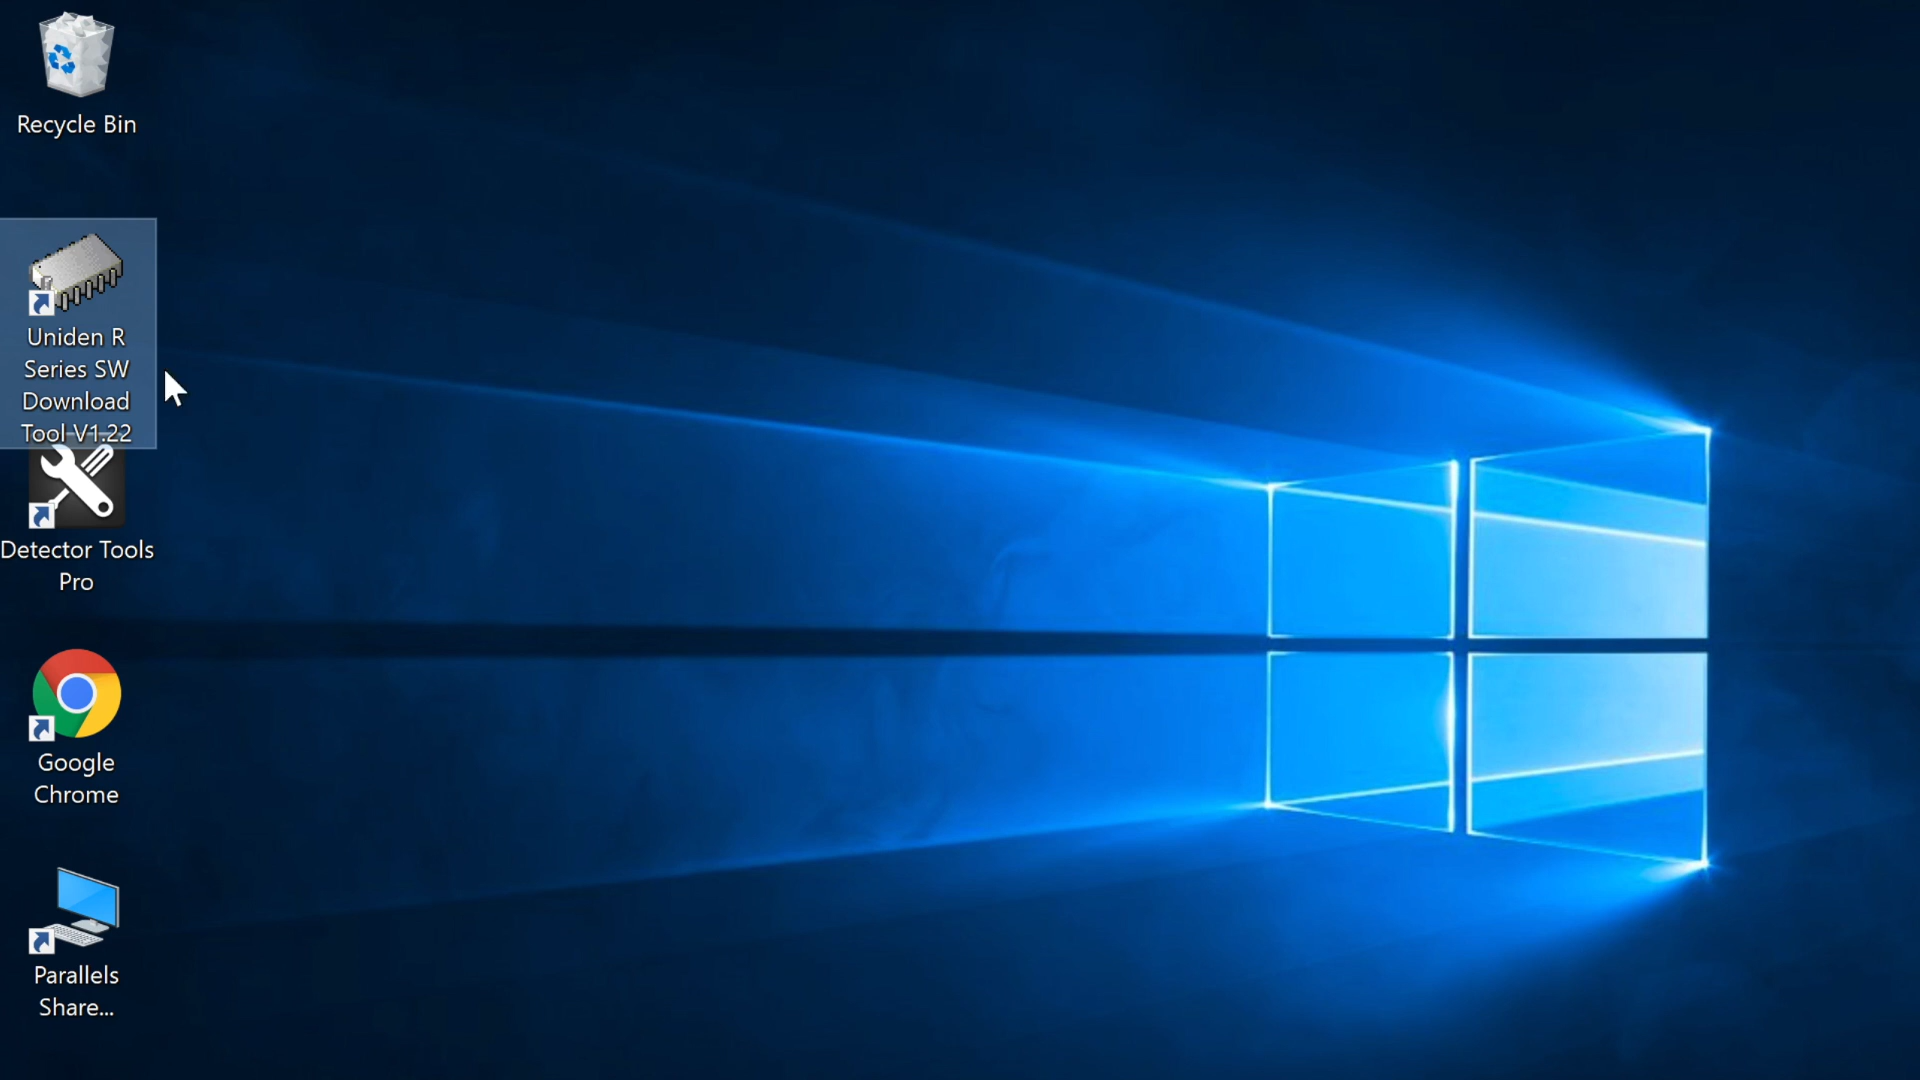 Recycle Bin
Uniden R
Series SW
Download
Tool V1.22
Detector Tools
Pro
Google
Chrome
Parallels
Share...